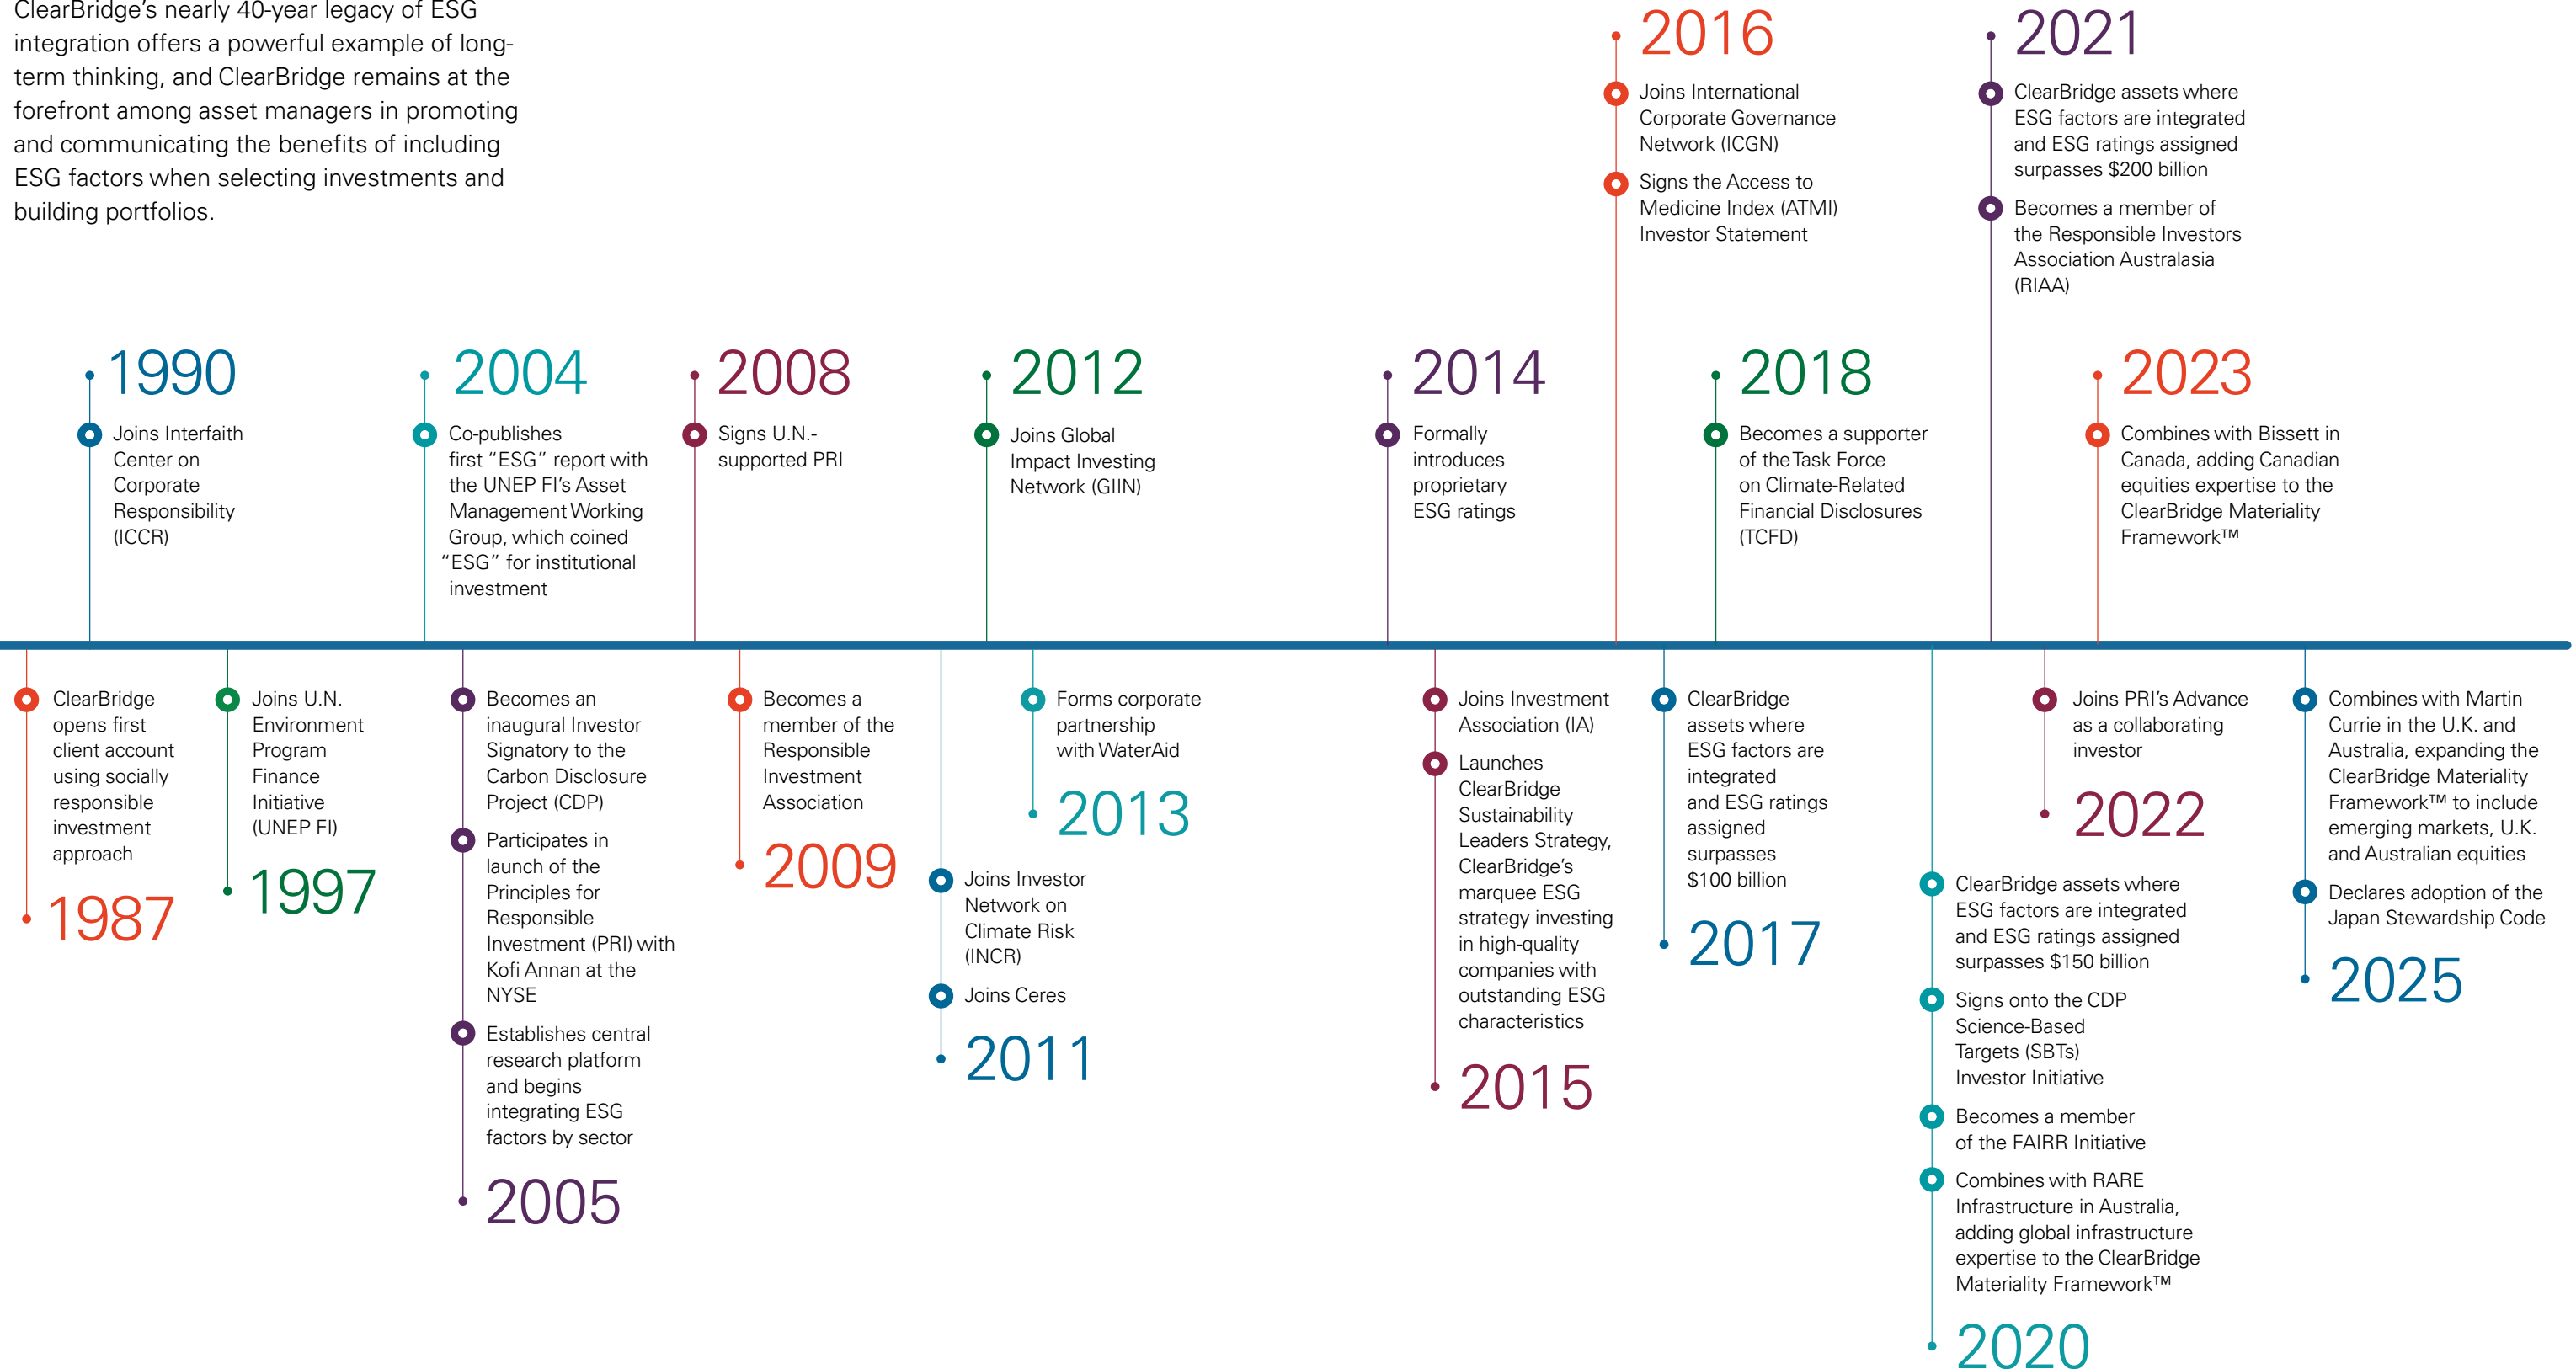 ClearBridge’s nearly 40-year legacy of ESG
integration offers a powerful example of long-
term thinking, and ClearBridge remains at the
forefront among asset managers in promoting
and communicating the benefits of including
ESG factors when selecting investments and
building portfolios.
2016
Joins International
Corporate Governance
Network (ICGN)
Signs the Access to
Medicine Index (ATMI)
Investor Statement
2021
ClearBridge assets where
ESG factors are integrated
and ESG ratings assigned
surpasses $200 billion
Becomes a member of
the Responsible Investors
Association Australasia
(RIAA)
1990
Joins Interfaith
Center on
Corporate
Responsibility
(ICCR)
2004
Co-publishes
first “ESG” report with
the UNEP FI’s Asset
Management Working
Group, which coined
“ESG” for institutional
investment
2008
Signs U.N.-
supported PRI
2012
Joins Global
Impact Investing
Network (GIIN)
2014
Formally
introduces
proprietary
ESG ratings
2018
Becomes a supporter
of the Task Force
on Climate-Related
Financial Disclosures
(TCFD)
2023
Combines with Bissett in
Canada, adding Canadian
equities expertise to the
ClearBridge Materiality
Framework™
ClearBridge
opens first
client account
using socially
responsible
investment
approach
1987
Joins U.N.
Environment
Program
Finance
Initiative
(UNEP FI)
1997
Becomes an
inaugural Investor
Signatory to the
Carbon Disclosure
Project (CDP)
Participates in
launch of the
Principles for
Responsible
Investment (PRI) with
Kofi Annan at the
NYSE
Establishes central
research platform
and begins
integrating ESG
factors by sector
2005
Becomes a
member of the
Responsible
Investment
Association
2009
Joins Investor
Network on
Climate Risk
(INCR)
Joins Ceres
2011
Forms corporate
partnership
with WaterAid
2013
Joins Investment
Association (IA)
Launches
ClearBridge
Sustainability
Leaders Strategy,
ClearBridge’s
marquee ESG
strategy investing
in high-quality
companies with
outstanding ESG
characteristics
2015
ClearBridge
assets where
ESG factors are
integrated
and ESG ratings
assigned
surpasses
$100 billion
2017
ClearBridge assets where
ESG factors are integrated
and ESG ratings assigned
surpasses $150 billion
Signs onto the CDP
Science-Based
Targets (SBTs)
Investor Initiative
Becomes a member
of the FAIRR Initiative
Combines with RARE
Infrastructure in Australia,
adding global infrastructure
expertise to the ClearBridge
Materiality Framework™
2020
Joins PRI’s Advance
as a collaborating
investor
2022
Combines with Martin
Currie in the U.K. and
Australia, expanding the
ClearBridge Materiality
Framework™ to include
emerging markets, U.K.
and Australian equities
Declares adoption of the
Japan Stewardship Code
2025